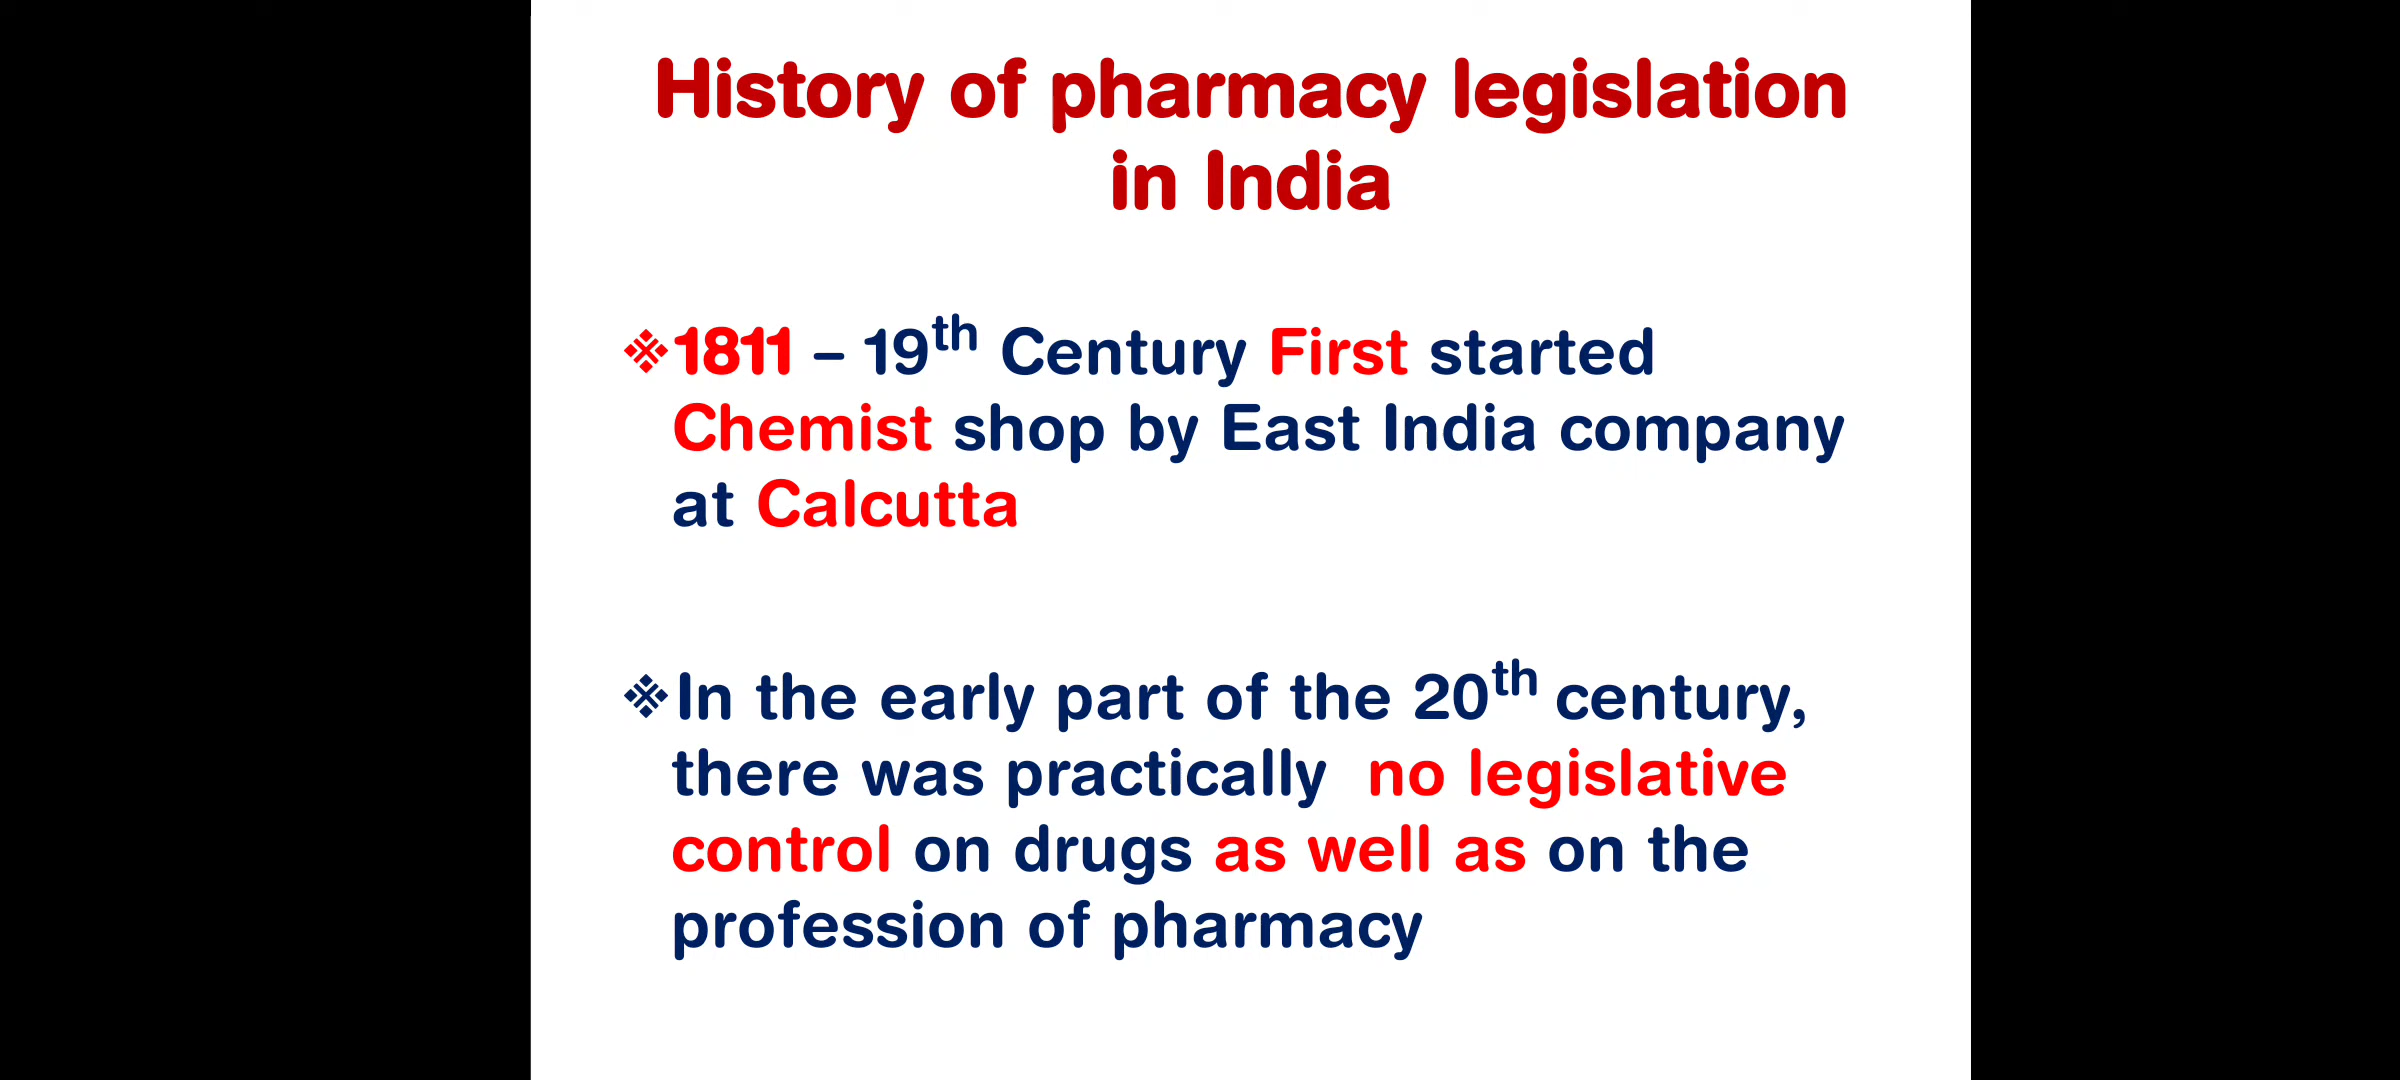 History of pharmacy legislation
in India
❖1811 – 19th Century First started
Chemist shop by East India company
at Calcutta
❖In the early part of the 20th century,
there was practically  no legislative
control on drugs as well as on the
profession of pharmacy